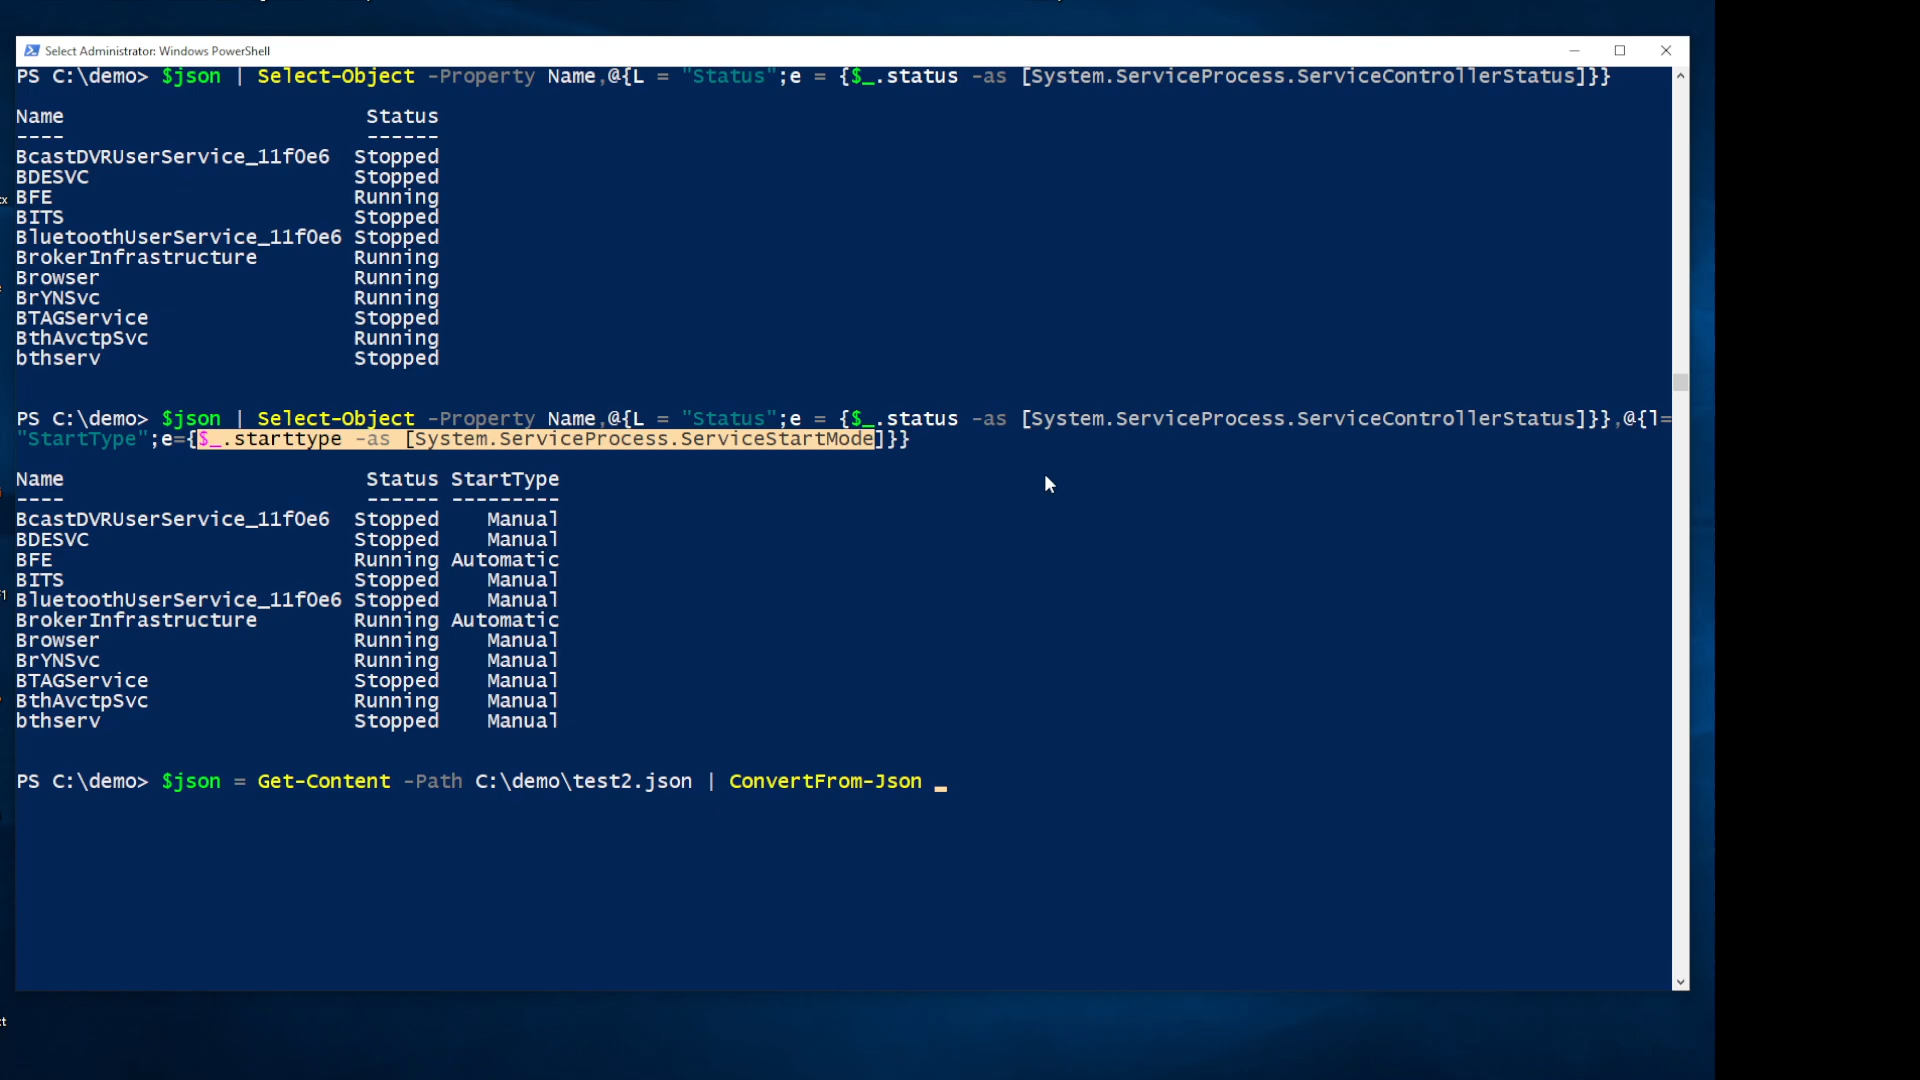 Select Administrator: Windows PowerShell
PS C:\demo> $json | Select-Object -Property Name,@{L = "Status";e = {$_.status -as [System.ServiceProcess.ServiceControllerStatus]}}
Name Status
---- ------
BcastDVRUserService_11f0e6 Stopped
BDESVC Stopped
BFE Running
BITS Stopped
BluetoothUserService_11f0e6 Stopped
BrokerInfrastructure Running
Browser Running
BrYNSvc Running
BTAGService Stopped
BthAvctpSvc Running
bthserv Stopped
PS C:\demo> $json | Select-Object -Property Name,@{L = "Status";e = {$_.status -as [System.ServiceProcess.ServiceControllerStatus]}},@{l=
"StartType";e={$_.starttype -as [System.ServiceProcess.ServiceStartMode]}}
Name Status StartType
---- ------ ---------
BcastDVRUserService_11f0e6 Stopped Manual
BDESVC Stopped Manual
BFE Running Automatic
BITS Stopped Manual
BluetoothUserService_11f0e6 Stopped Manual
BrokerInfrastructure Running Automatic
Browser Running Manual
BrYNSvc Running Manual
BTAGService Stopped Manual
BthAvctpSvc Running Manual
bthserv Stopped Manual
PS C:\demo> $json = Get-Content -Path C:\demo\test2.json | ConvertFrom-Json